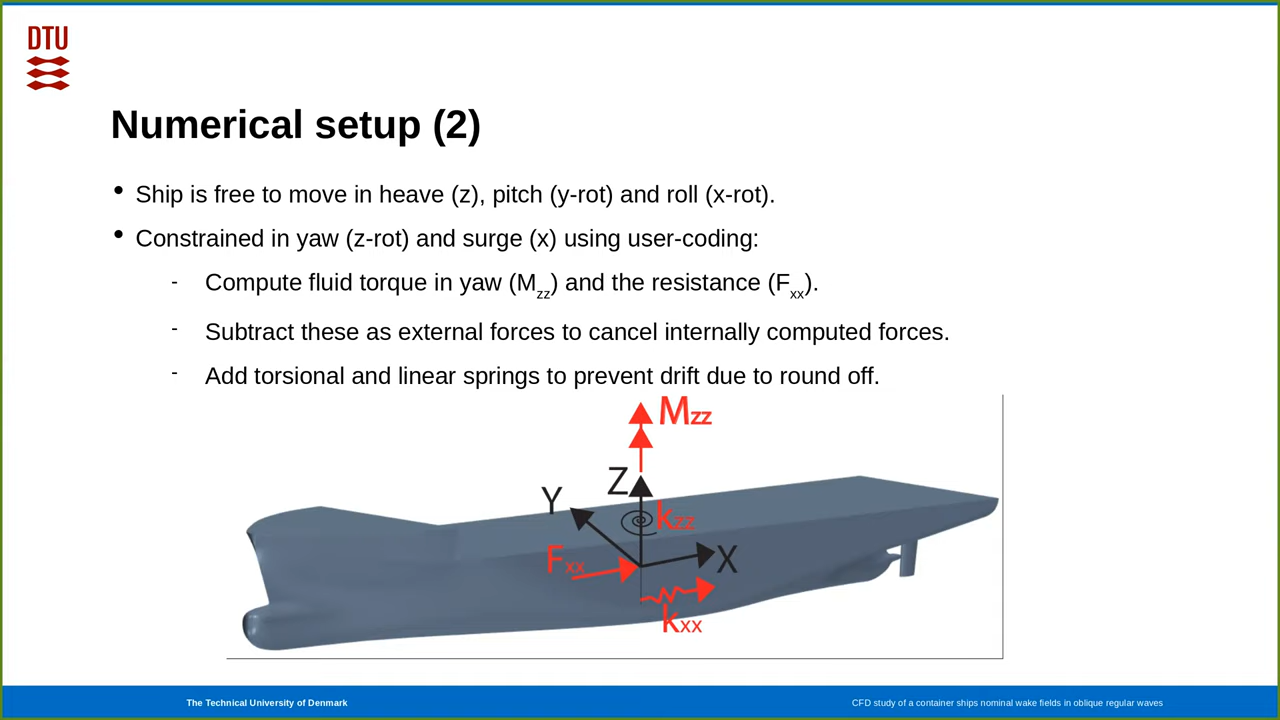 DTU
Numerical setup (2)
• Ship is free to move in heave (z), pitch (y-rot) and roll (x-rot).
• Constrained in yaw (z-rot) and surge (x) using user-coding:
- Compute fluid torque in yaw (Mzz) and the resistance (Fxx).
- Subtract these as external forces to cancel internally computed forces.
- Add torsional and linear springs to prevent drift due to round off.
Mzz
Z
Y
kzz
Fxx
X
kxx
The Technical University of Denmark
CFD study of a container ships nominal wake fields in oblique regular waves